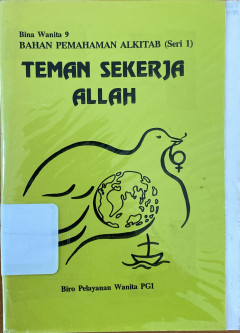 Bina Wanita 9
BAHAN PEMAHAMAN ALKITAB (Seri 1)
TEMAN SEKERJA
ALLAH
Biro Pelayanan Wanita PGI